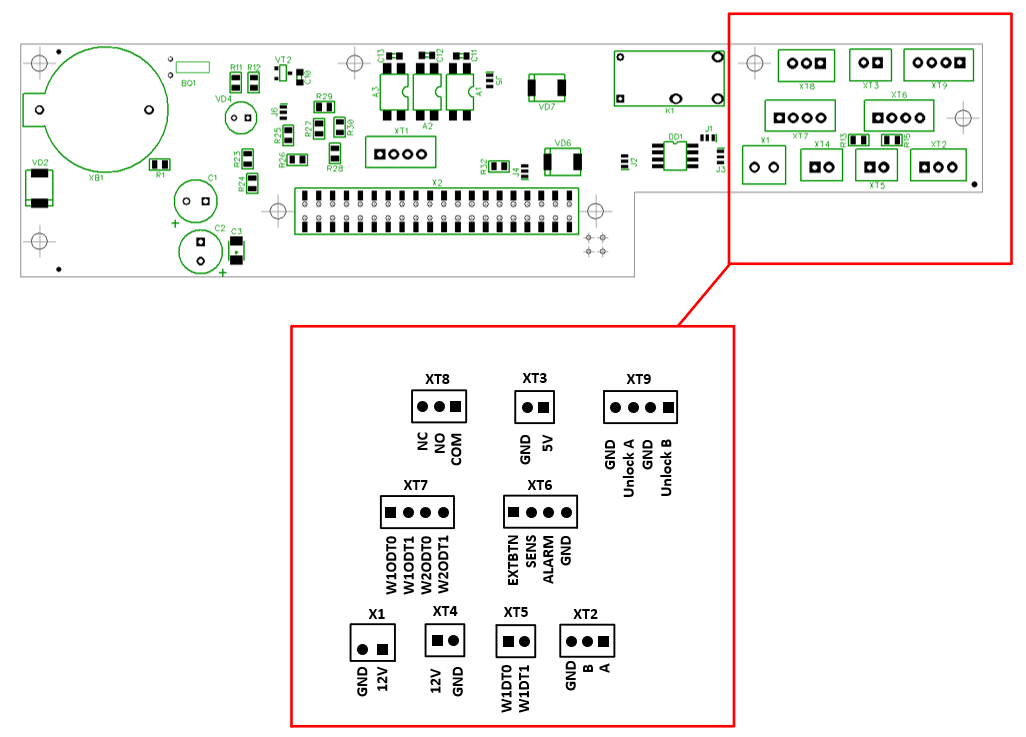 C13
C12
C11
VT2
R11
R12
C10
BQ1
A3
A2
A1
J5
XT8
XT3
XT9
VD4
J6
R29
VD7
K1
R25
R27
R30
XT1
XT7
XT6
DD1
J1
R13
R15
VD2
XB1
R1
R23
R24
R26
R28
R32
J4
VD6
J2
J3
X1
XT4
XT5
XT2
C1
X2
+
C2
C3
+
XT8
XT3
XT9
NC
NO
COM
GND
5V
GND
Unlock A
GND
Unlock B
XT7
XT6
W1ODT0
W1ODT1
W2ODT0
W2ODT1
EXTBTN
SENS
ALARM
GND
X1
XT4
XT5
XT2
GND
12V
12V
GND
W1DT0
W1DT1
GND
B
A